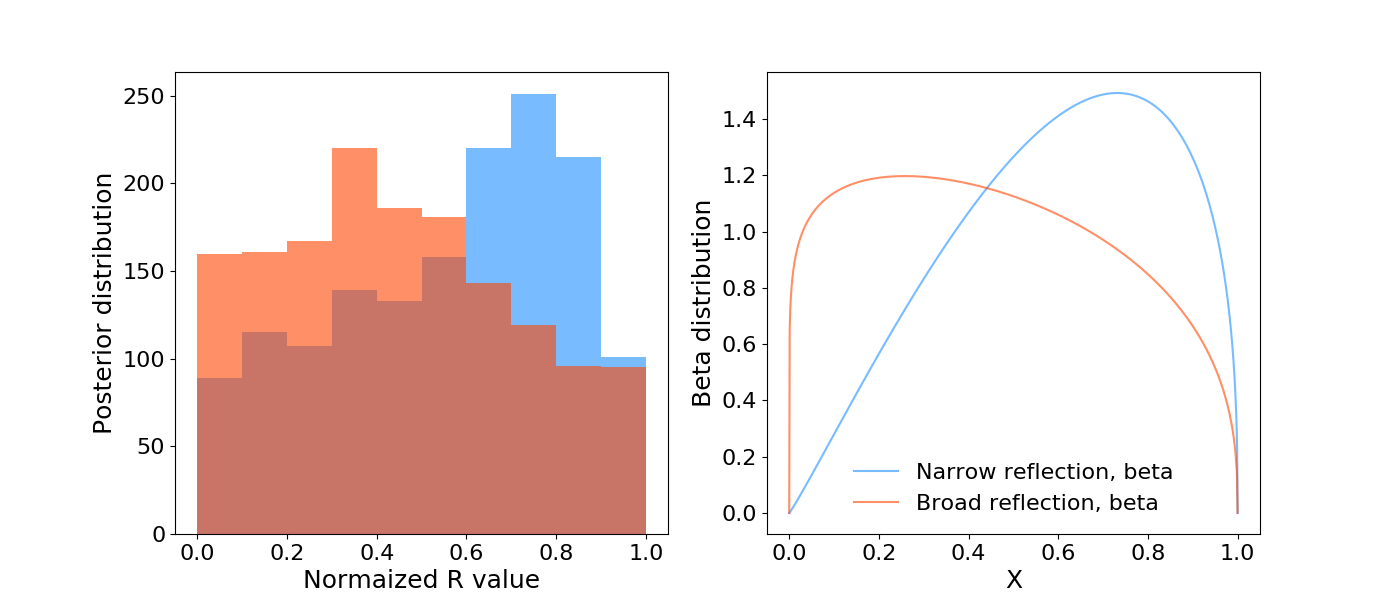 Posterior distribution
250
200
150
100
50
0
0.0 0.2 0.4 0.6 0.8 1.0
Normaized R value
Beta distribution
1.4
1.2
1.0
0.8
0.6
0.4
0.2
0.0
Narrow reflection, beta
Broad reflection, beta
0.0 0.2 0.4 0.6 0.8 1.0
X